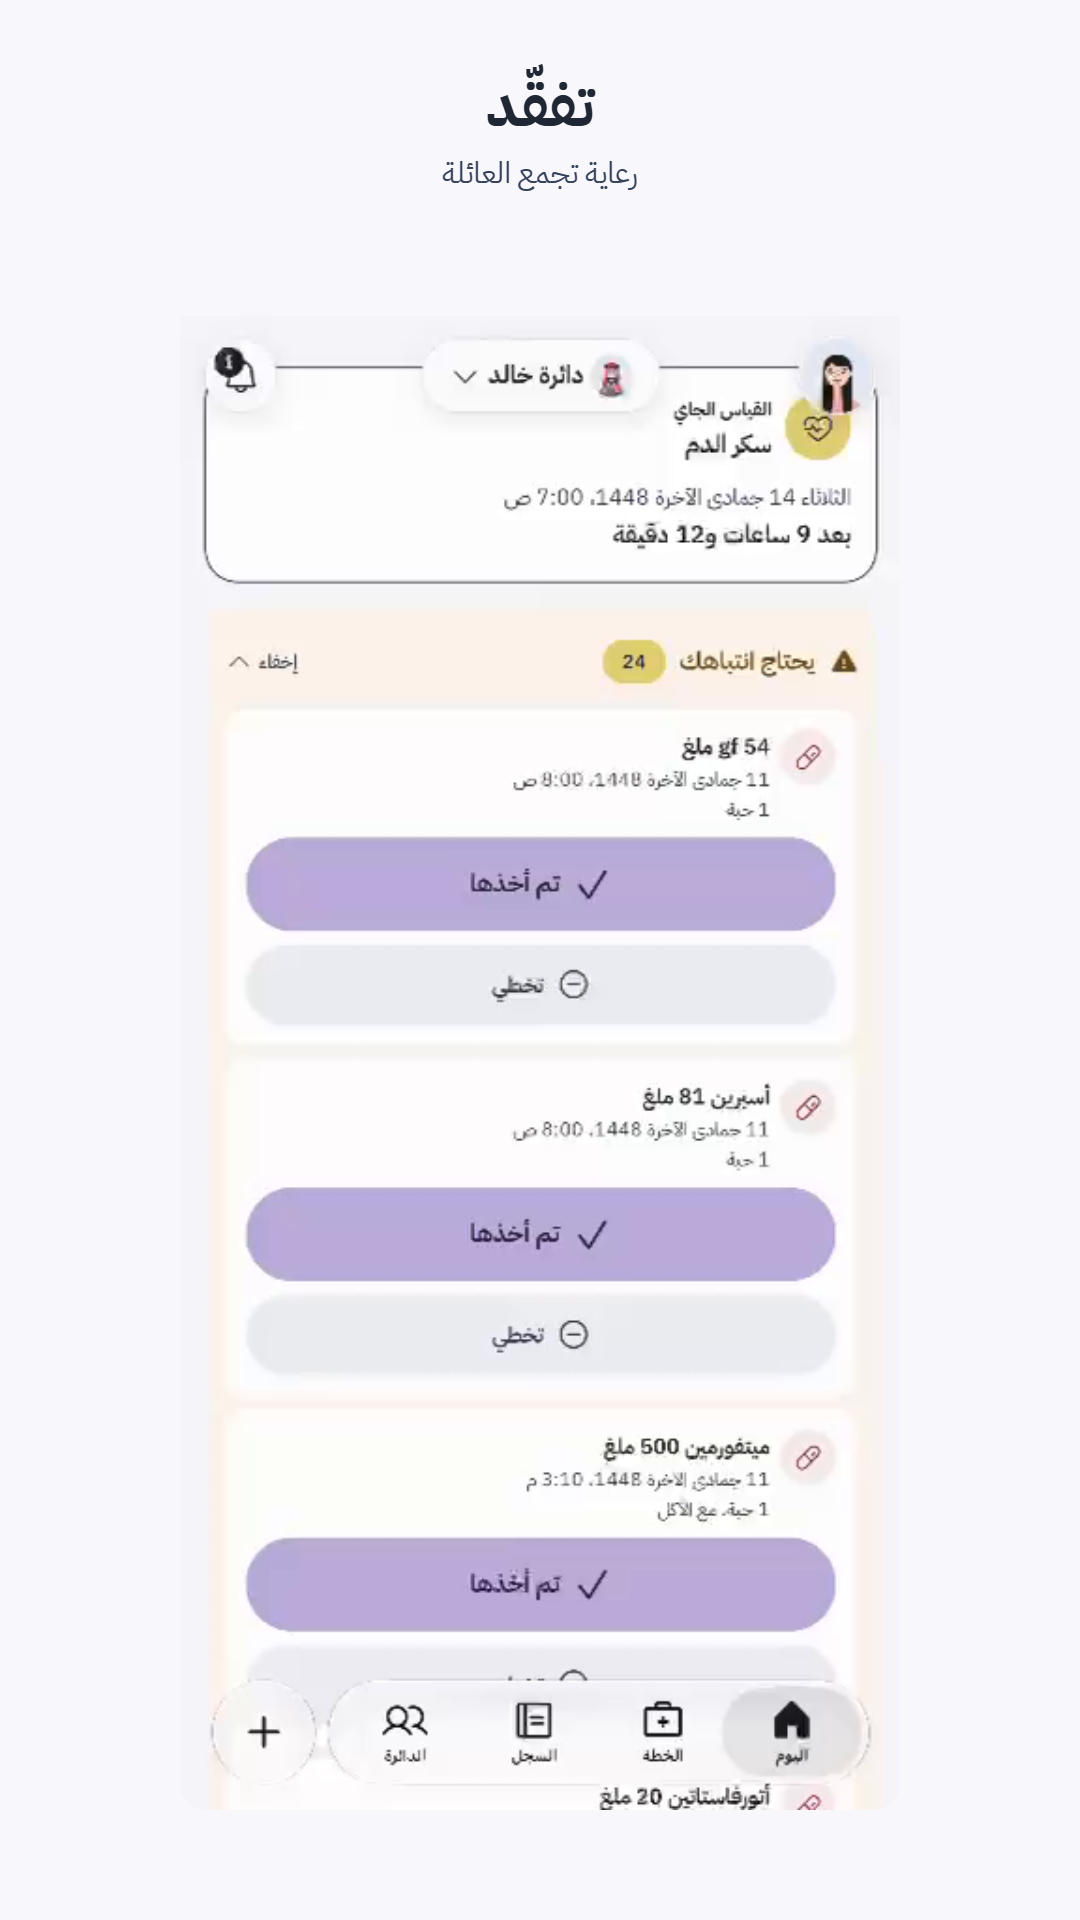 تفقّد
رعاية تجمع العائلة
دائرة خالد
1
القياس الجاي
سكر الدم
الثلاثاء 14 جمادى الآخرة 1448، 7:00 ص
بعد 9 ساعات و12 دقيقة
يحتاج انتباهك 24
إخفاء
gf 54 ملغ
11 جمادى الآخرة 1448، 8:00 ص
1 حبة
تم أخذها
تخطي
أسبرين 81 ملغ
11 جمادى الآخرة 1448، 8:00 ص
1 حبة
تم أخذها
تخطي
ميتفورمين 500 ملغ
11 جمادى الآخرة 1448، 3:10 م
1 حبة، مع الأكل
تم أخذها
اليوم
الخطة
السجل
الدائرة
أتورفاستاتين 20 ملغ